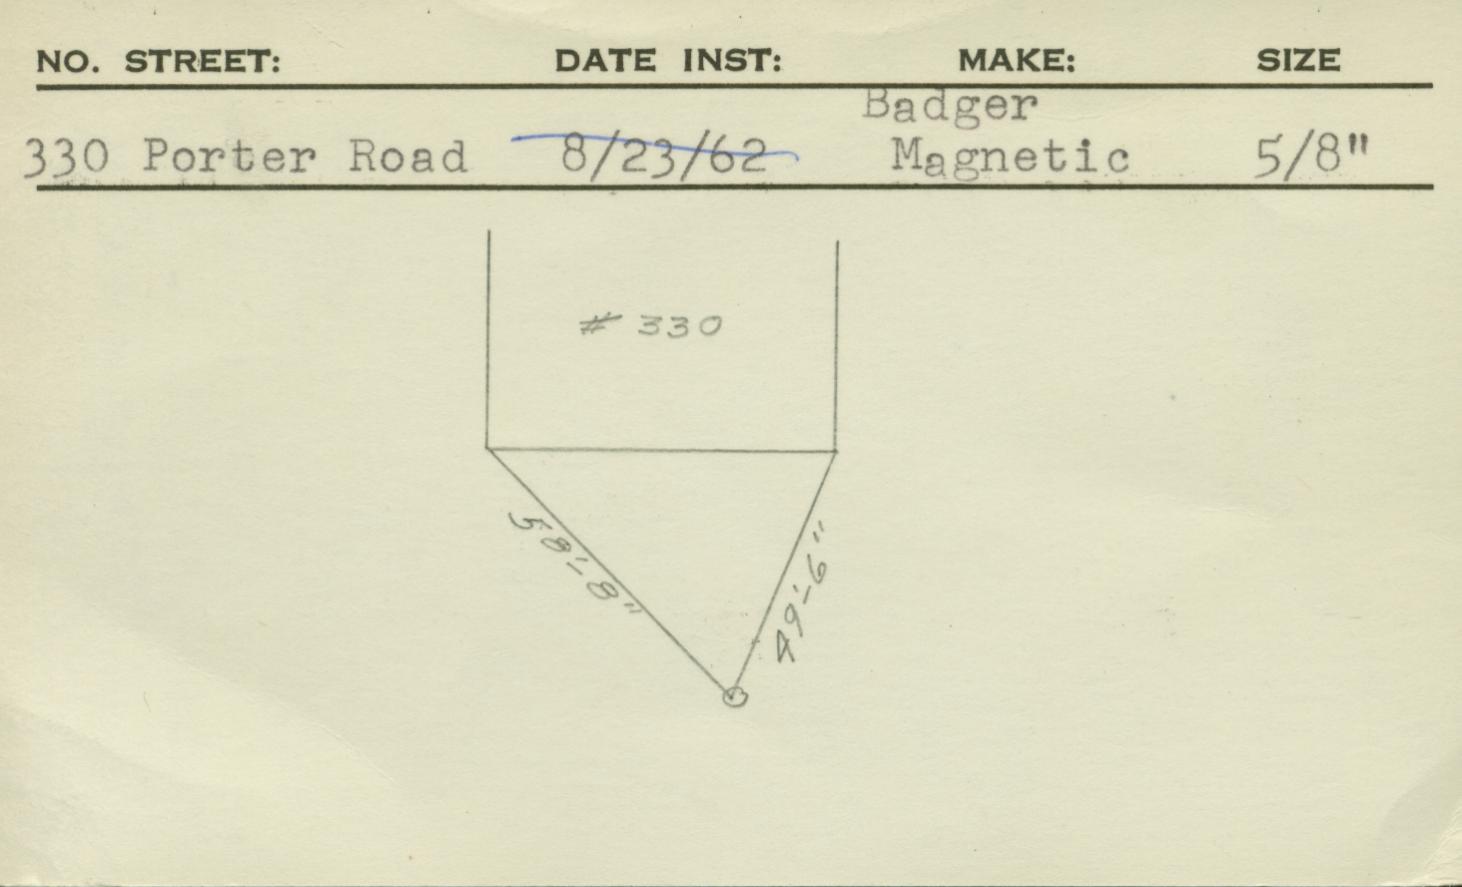 NO. STREET: DATE INST: MAKE: SIZE
Badger
330 Porter Road 8/23/62 Magnetic 5/8"
# 330
58'-8"
49'-6"